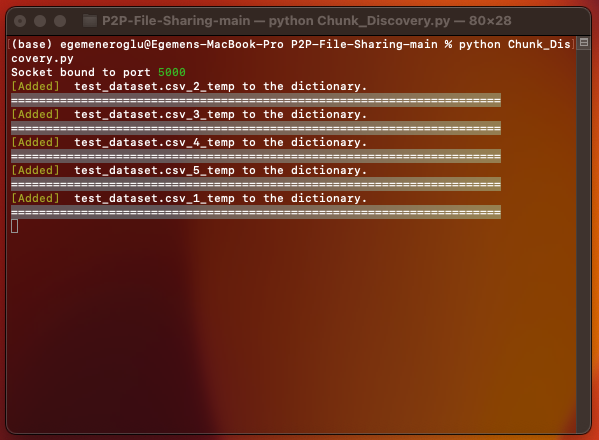 P2P-File-Sharing-main — python Chunk_Discovery.py — 80×28
(base) egemeneroglu@Egemens-MacBook-Pro P2P-File-Sharing-main % python Chunk_Dis
covery.py
Socket bound to port 5000
[Added]  test_dataset.csv_2_temp to the dictionary.
======================================================================
[Added]  test_dataset.csv_3_temp to the dictionary.
======================================================================
[Added]  test_dataset.csv_4_temp to the dictionary.
======================================================================
[Added]  test_dataset.csv_5_temp to the dictionary.
======================================================================
[Added]  test_dataset.csv_1_temp to the dictionary.
======================================================================